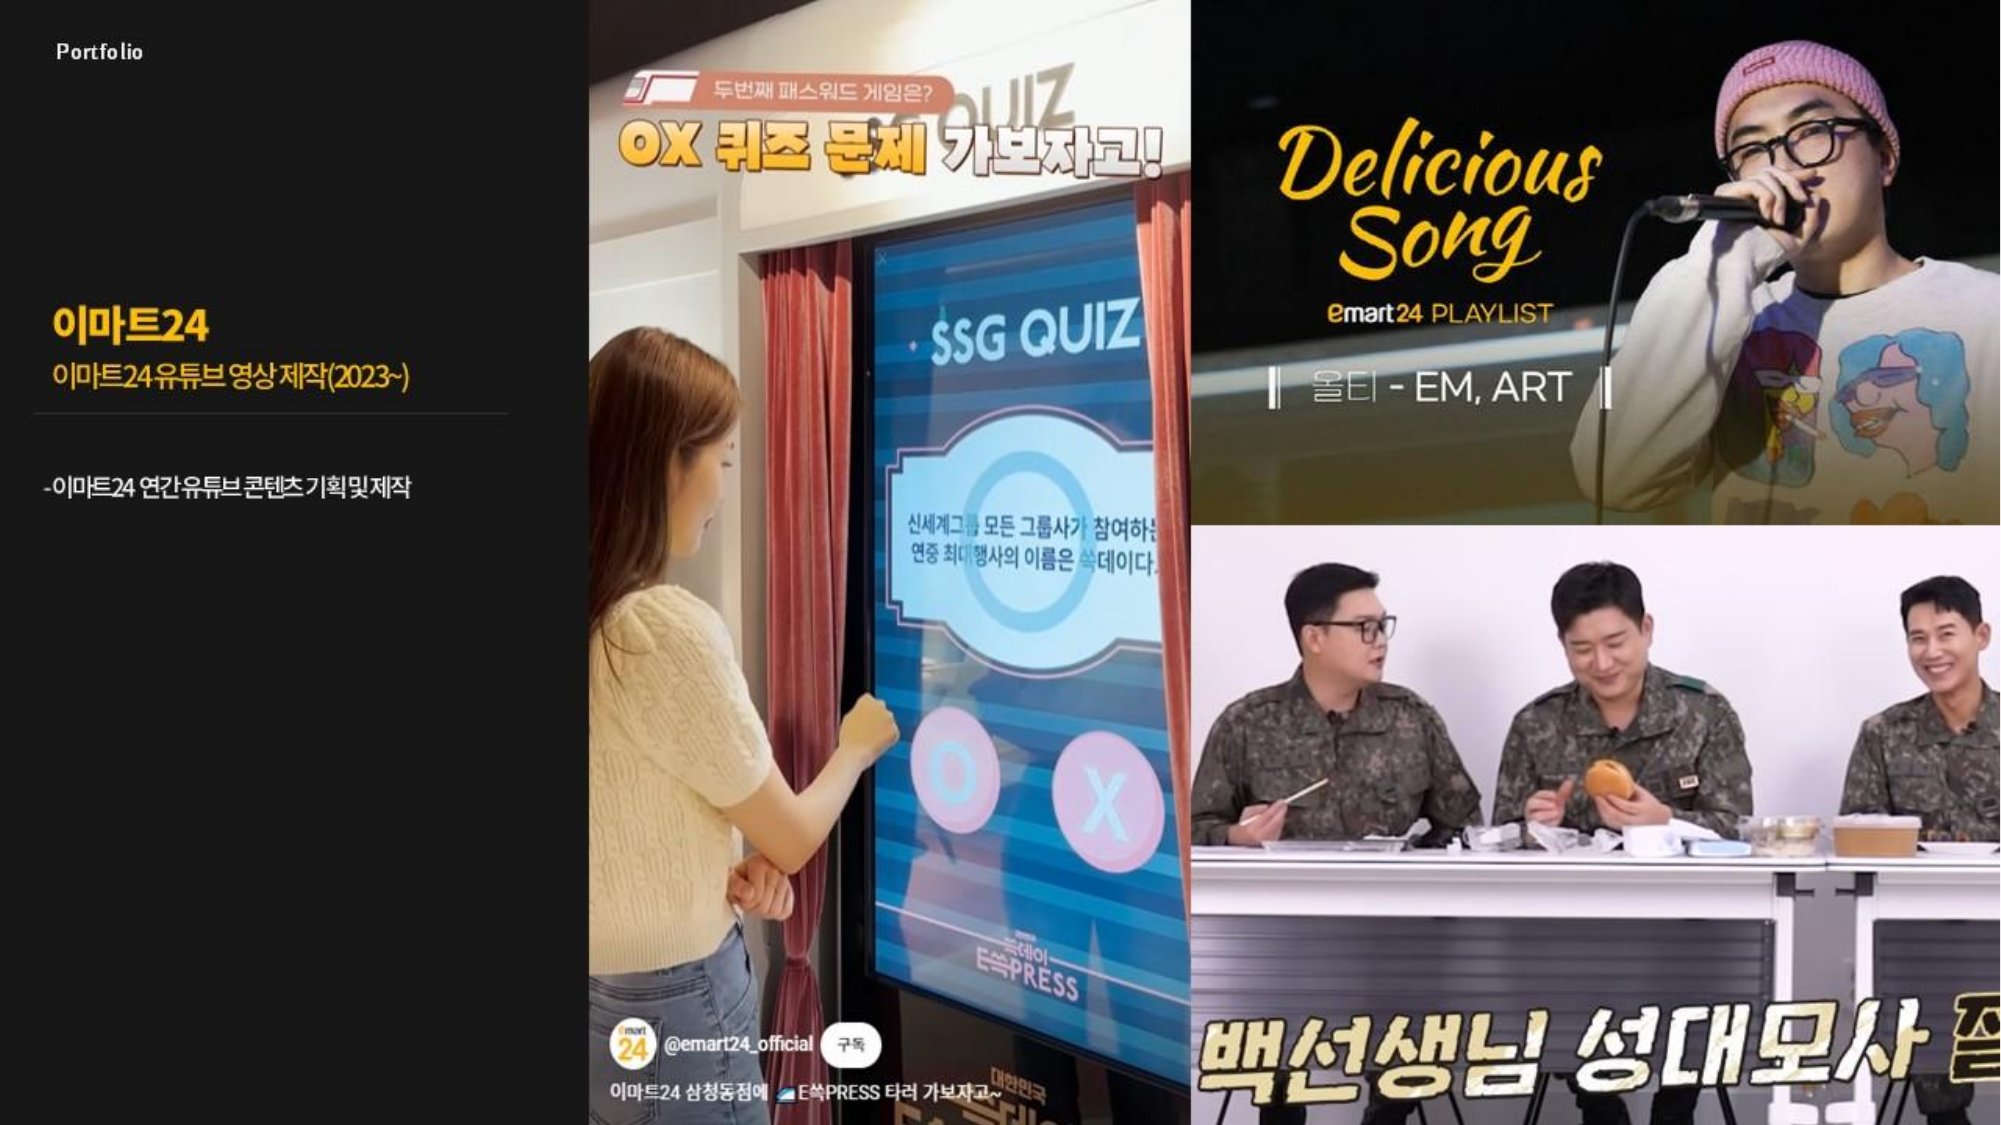 Portfolio
이마트24
이마트24 유튜브 영상 제작(2023~)
-이마트24 연간 유튜브 콘텐츠 기획 및 제작
두번째 패스워드 게임은?
QUIZ
OX 퀴즈 문제 가보자고!
SSG QUIZ
신세계그룹 모든 그룹사가 참여하는
연중 최대행사의 이름은 쓱데이다.
O X
쓱데이
E쓱PRESS
emart
24
@emart24_official
구독
이마트24 삼청동점에 E쓱PRESS 타러 가보자고~
대한민국
Delicious
Song
emart24 PLAYLIST
올티 - EM, ART
백선생님 성대모사